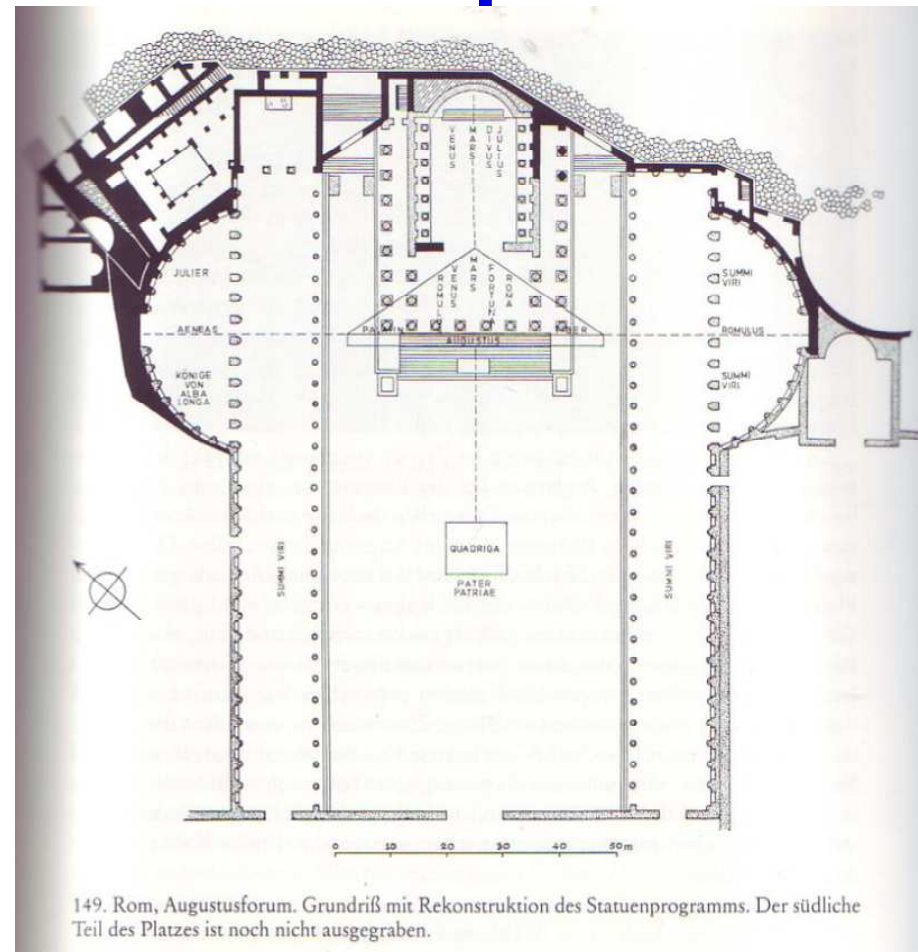 VENUS
MARS
DIVUS
JULIUS
JULIER
AENEAS
KÖNIGE
VON
ALBA
LONGA
ROMULUS
VENUS
MARS
FORTUNA
ROMA
AUGUSTUS
SUMMI
VIRI
ROMULUS
SUMMI
VIRI
SUMMI VIRI
QUADRIGA
PATER
PATRIAE
SUMMI VIRI
0 10 20 30 40 50m
149. Rom, Augustusforum. Grundriß mit Rekonstruktion des Statuenprogramms. Der südliche
Teil des Platzes ist noch nicht ausgegraben.